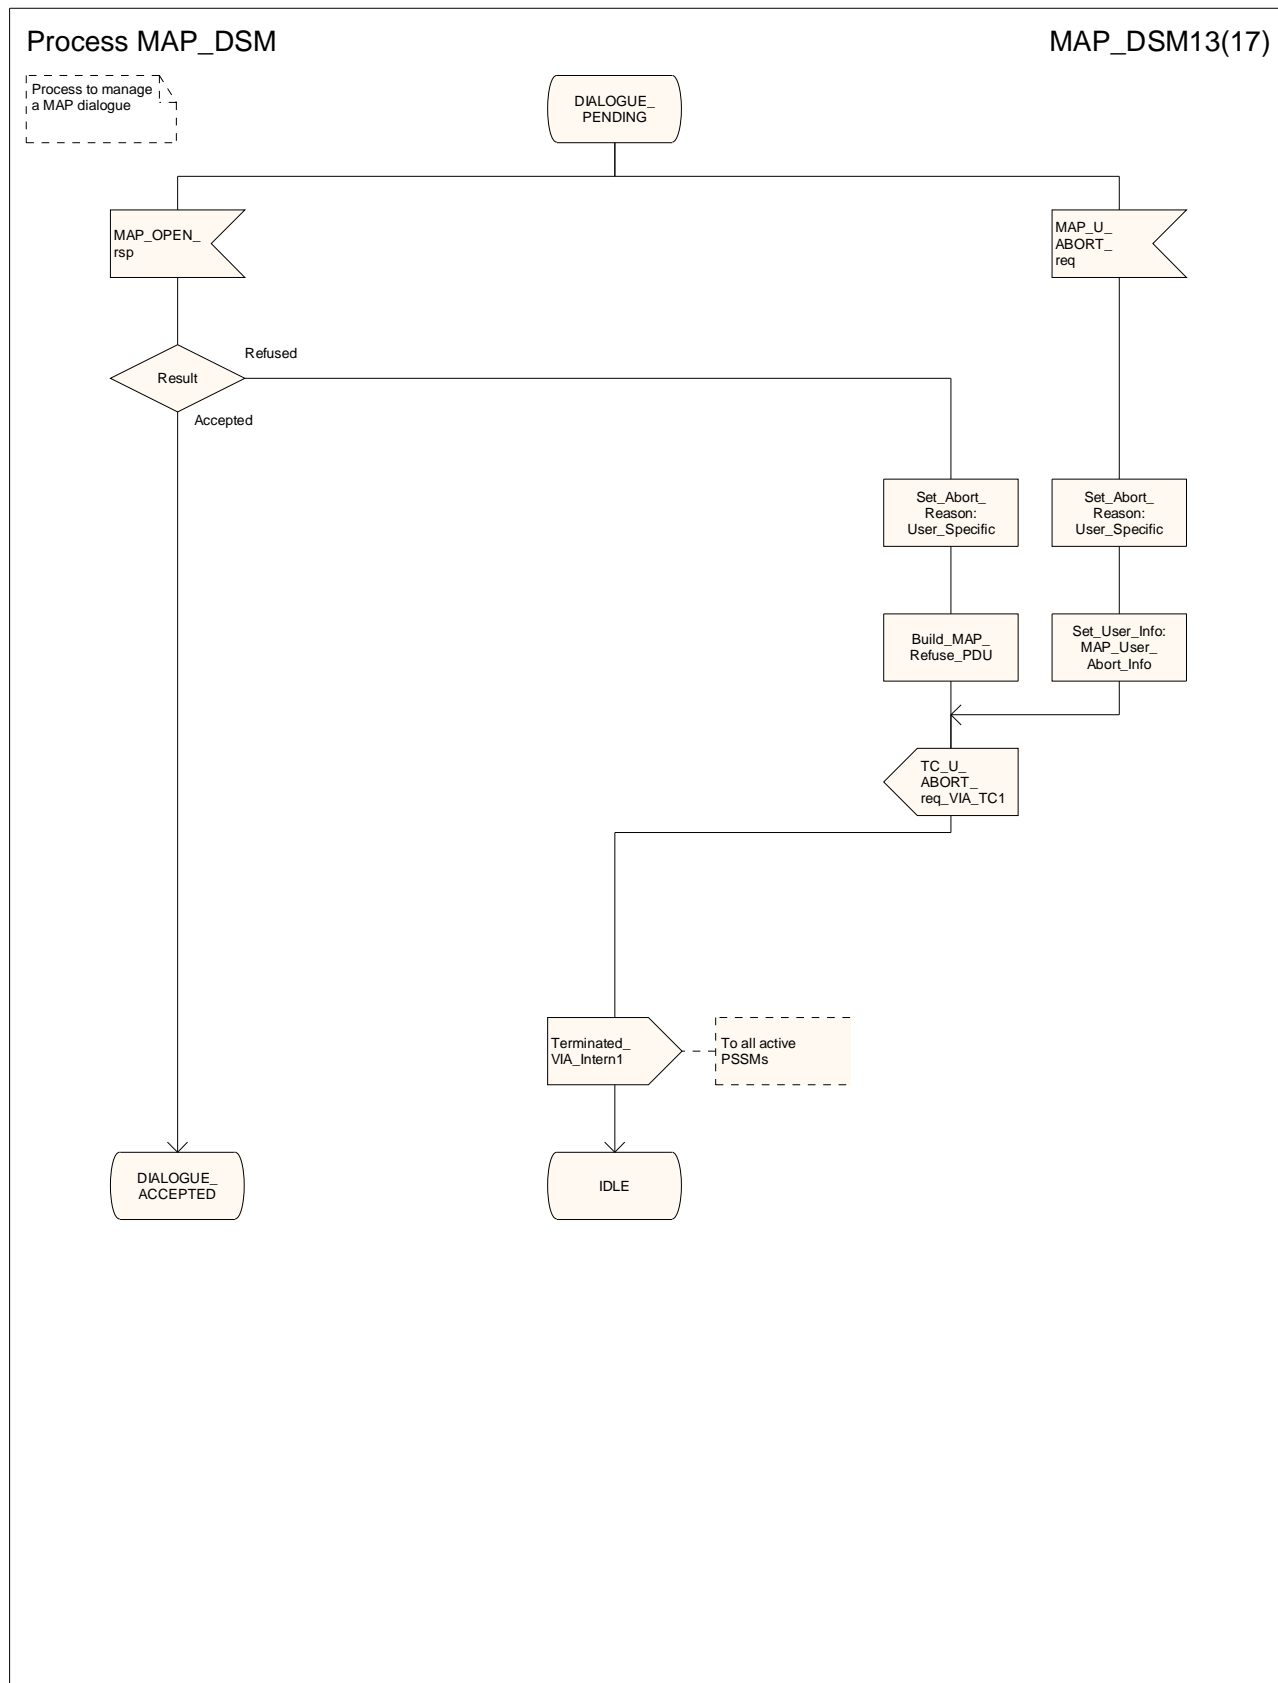 Process MAP_DSM
MAP_DSM13(17)
Process to manage
a MAP dialogue
DIALOGUE_
PENDING
MAP_OPEN_
rsp
MAP_U_
ABORT_
req
Refused
Result
Accepted
Set_Abort_
Reason:
User_Specific
Set_Abort_
Reason:
User_Specific
Build_MAP_
Refuse_PDU
Set_User_Info:
MAP_User_
Abort_Info
TC_U_
ABORT_
req_VIA_TC1
Terminated_
VIA_Intern1
To all active
PSSMs
DIALOGUE_
ACCEPTED
IDLE